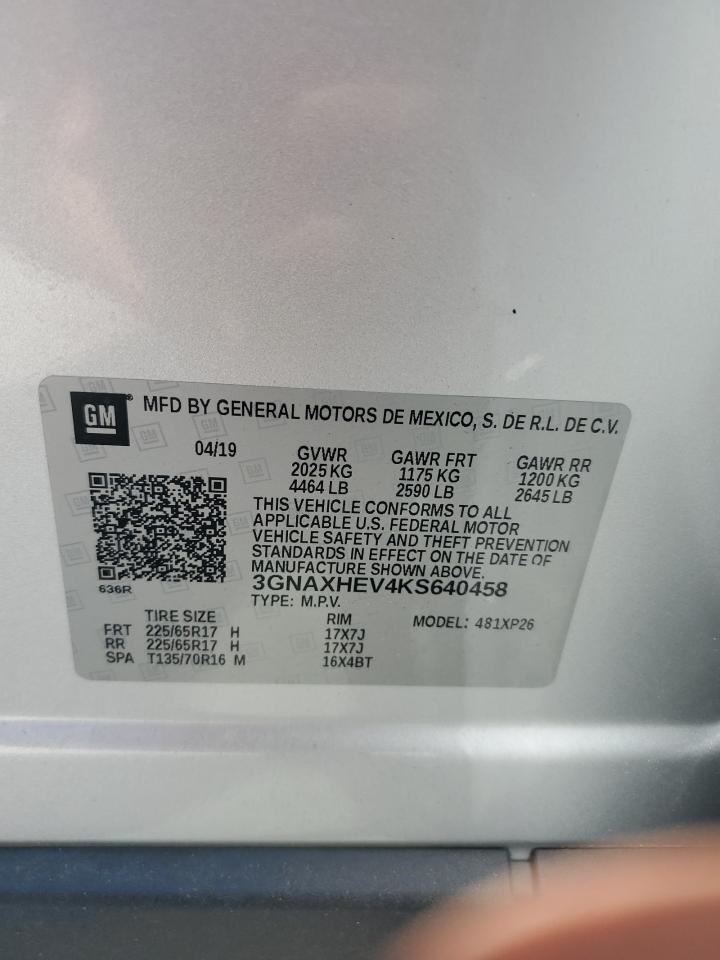 GM® MFD BY GENERAL MOTORS DE MEXICO, S. DE R.L. DE C.V.
04/19 GVWR GAWR FRT GAWR RR
2025 KG 1175 KG 1200 KG
4464 LB 2590 LB 2645 LB
THIS VEHICLE CONFORMS TO ALL
APPLICABLE U.S. FEDERAL MOTOR
VEHICLE SAFETY AND THEFT PREVENTION
STANDARDS IN EFFECT ON THE DATE OF
MANUFACTURE SHOWN ABOVE.
636R 3GNAXHEV4KS640458
TYPE: M.P.V.
TIRE SIZE RIM MODEL: 481XP26
FRT 225/65R17 H 17X7J
RR 225/65R17 H 17X7J
SPA T135/70R16 M 16X4BT